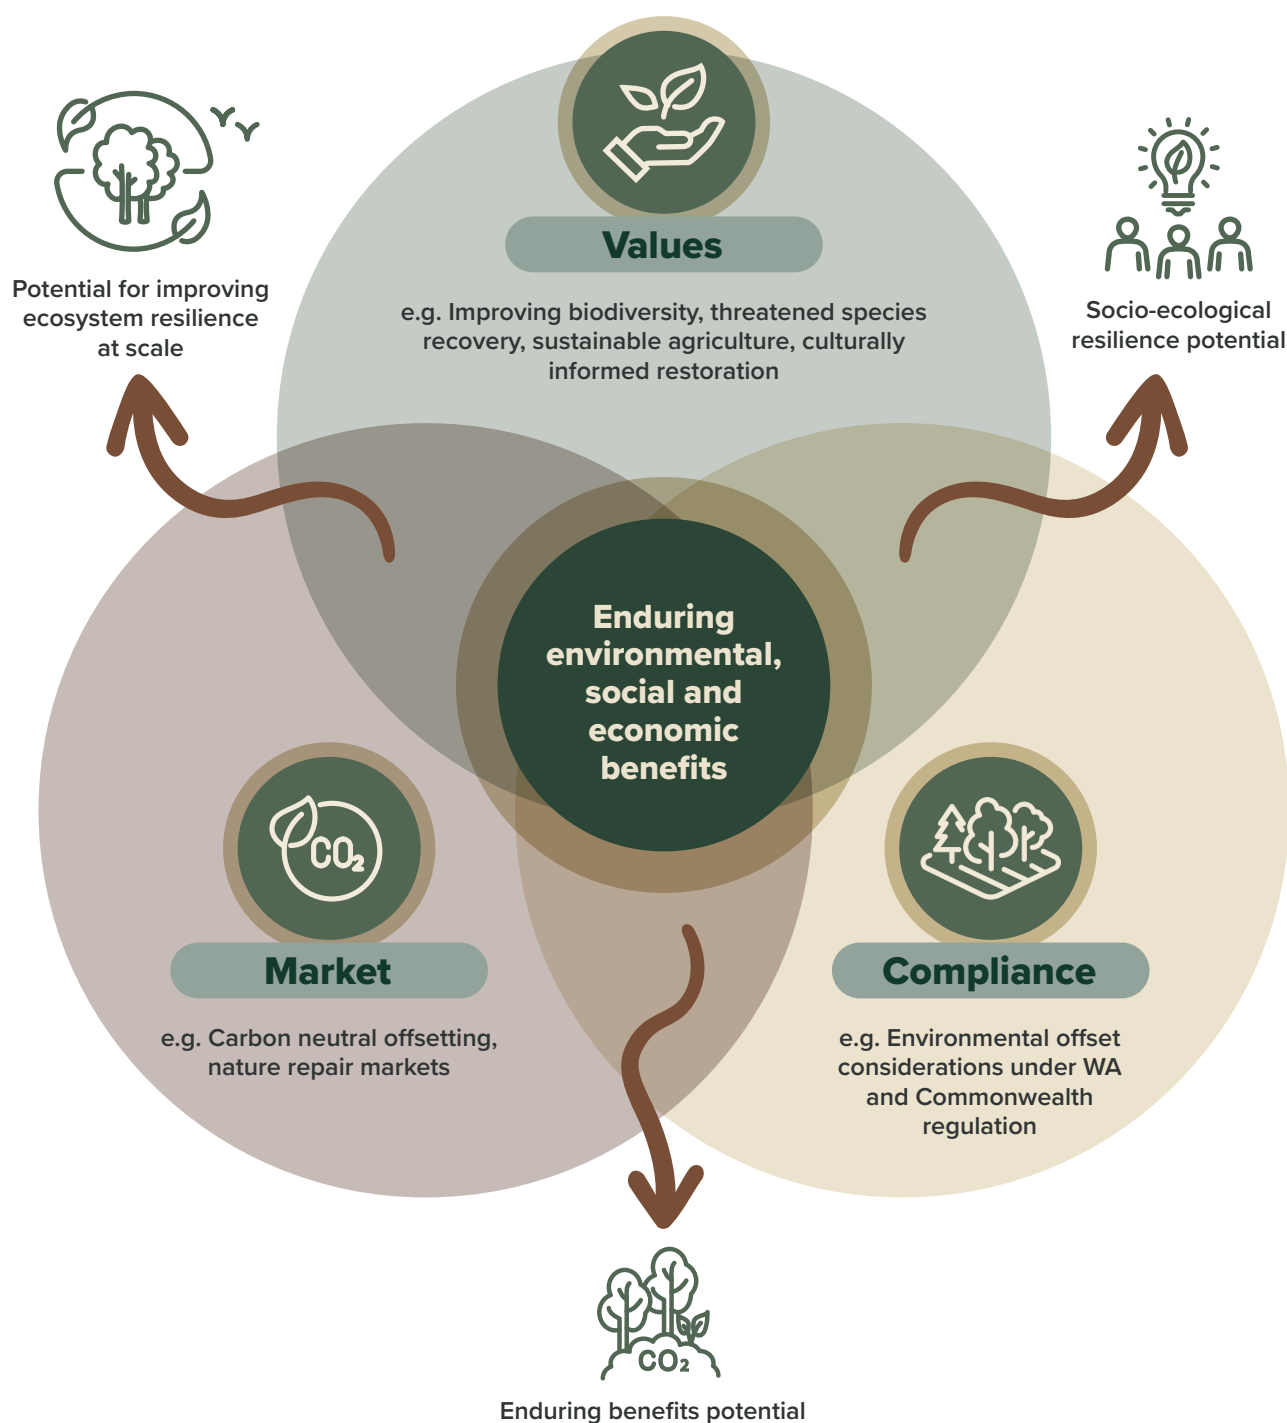 Values
e.g. Improving biodiversity, threatened species
recovery, sustainable agriculture, culturally
informed restoration
Potential for improving
ecosystem resilience
at scale
Socio-ecological
resilience potential
Enduring
environmental,
social and
economic
benefits
CO₂
Market
e.g. Carbon neutral offsetting,
nature repair markets
Compliance
e.g. Environmental offset
considerations under WA
and Commonwealth
regulation
CO₂
Enduring benefits potential